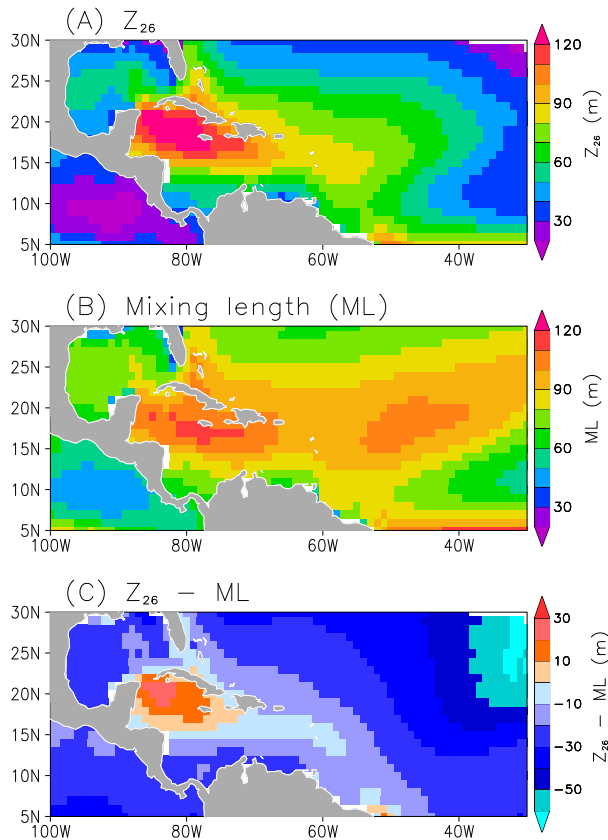 (A) Z26
30N
25N
20N
15N
10N
5N
100W
80W
60W
40W
120
90
60
30
Z26 (m)
(B) Mixing length (ML)
30N
25N
20N
15N
10N
5N
100W
80W
60W
40W
120
90
60
30
ML (m)
(C) Z26 − ML
30N
25N
20N
15N
10N
5N
100W
80W
60W
40W
30
10
−10
−30
−50
Z26 − ML (m)